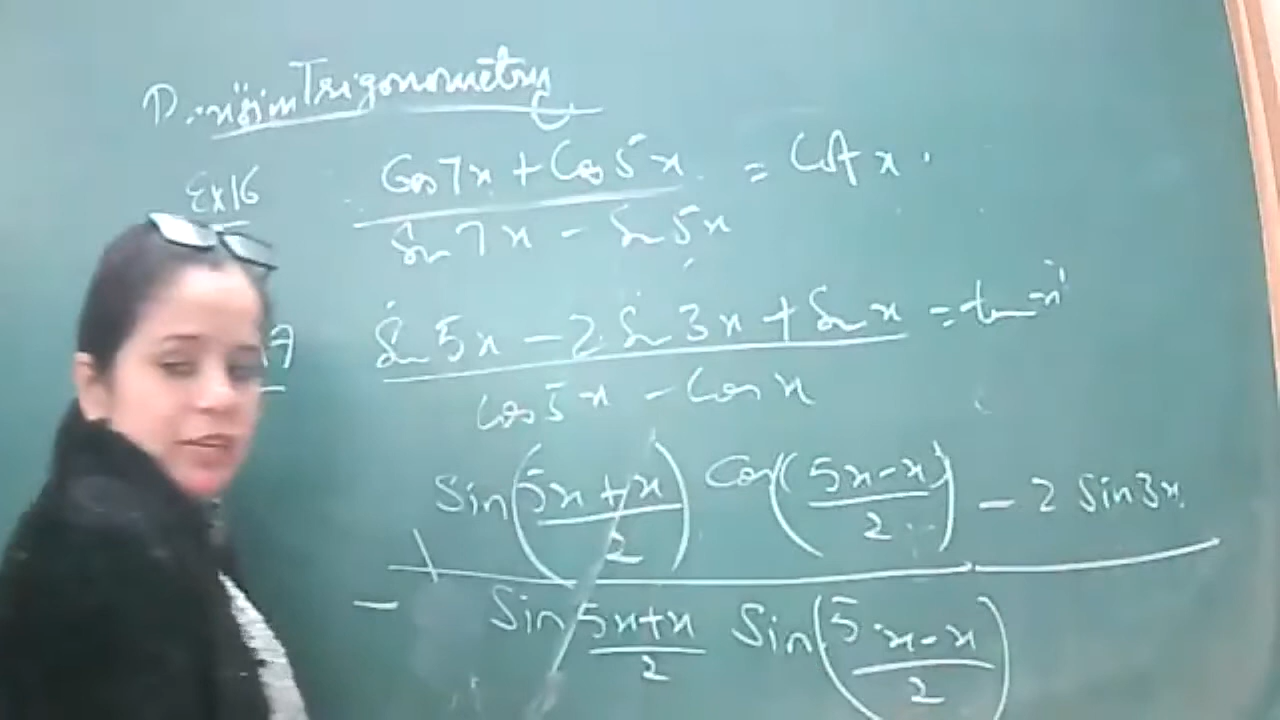 Trigonometry
Ex16
Cos7x + Cos5x = Cot x.
Sin7x - Sin5x
Sin5x - 2Sin3x + Sinx = tanx
Cos5x - Cosx
Sin(5x+x/2) Cos(5x-x/2) - 2 Sin3x
- Sin 5x+x/2 Sin(5x-x/2)